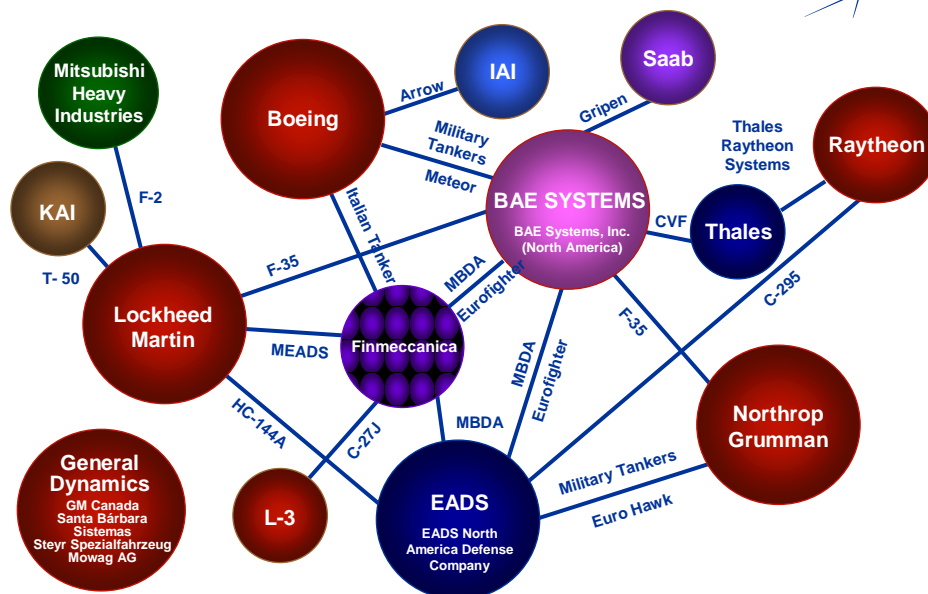 Mitsubishi
Heavy
Industries
Boeing
Arrow
IAI
Saab
Gripen
Military
Tankers
Meteor
Thales
Raytheon
Systems
Raytheon
KAI
F-2
T- 50
Italian Tanker
BAE SYSTEMS
BAE Systems, Inc.
(North America)
CVF
Thales
F-35
MBDA
Eurofighter
C-295
Lockheed
Martin
MEADS
Finmeccanica
F-35
MBDA
Eurofighter
HC-144A
C-27J
MBDA
Northrop
Grumman
General
Dynamics
GM Canada
Santa Bárbara
Sistemas
Steyr Spezialfahrzeug
Mowag AG
L-3
EADS
EADS North
America Defense
Company
Military Tankers
Euro Hawk